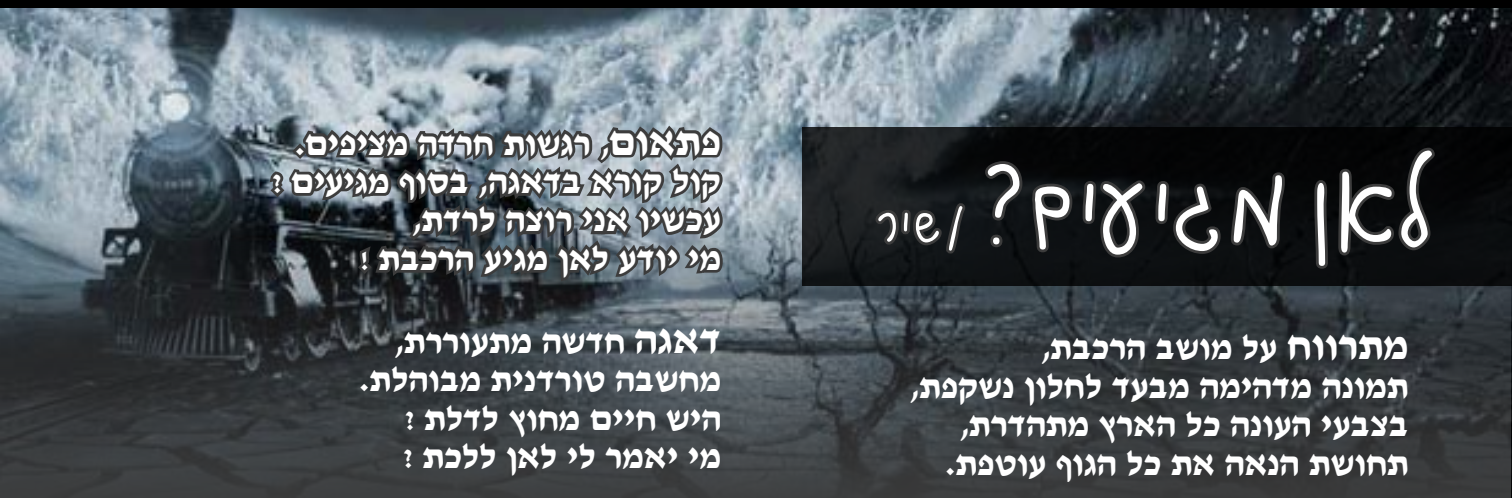 לאן מגיעים? / שיר
מתרווח על מושב הרכבת,
תמונה מדהימה מבעד לחלון נשקפת,
בצבעי העונה כל הארץ מתהדרת,
תחושת הנאה את כל הגוף עוטפת.
פתאום, רגשות חרדה מציפים.
קול קורא בדאגה, בסוף מגיעים ?
עכשיו אני רוצה לרדת,
מי יודע לאן מגיע הרכבת !
דאגה חדשה מתעוררת,
מחשבה טורדנית מבוהלת.
היש חיים מחוץ לדלת ?
מי יאמר לי לאן ללכת ?